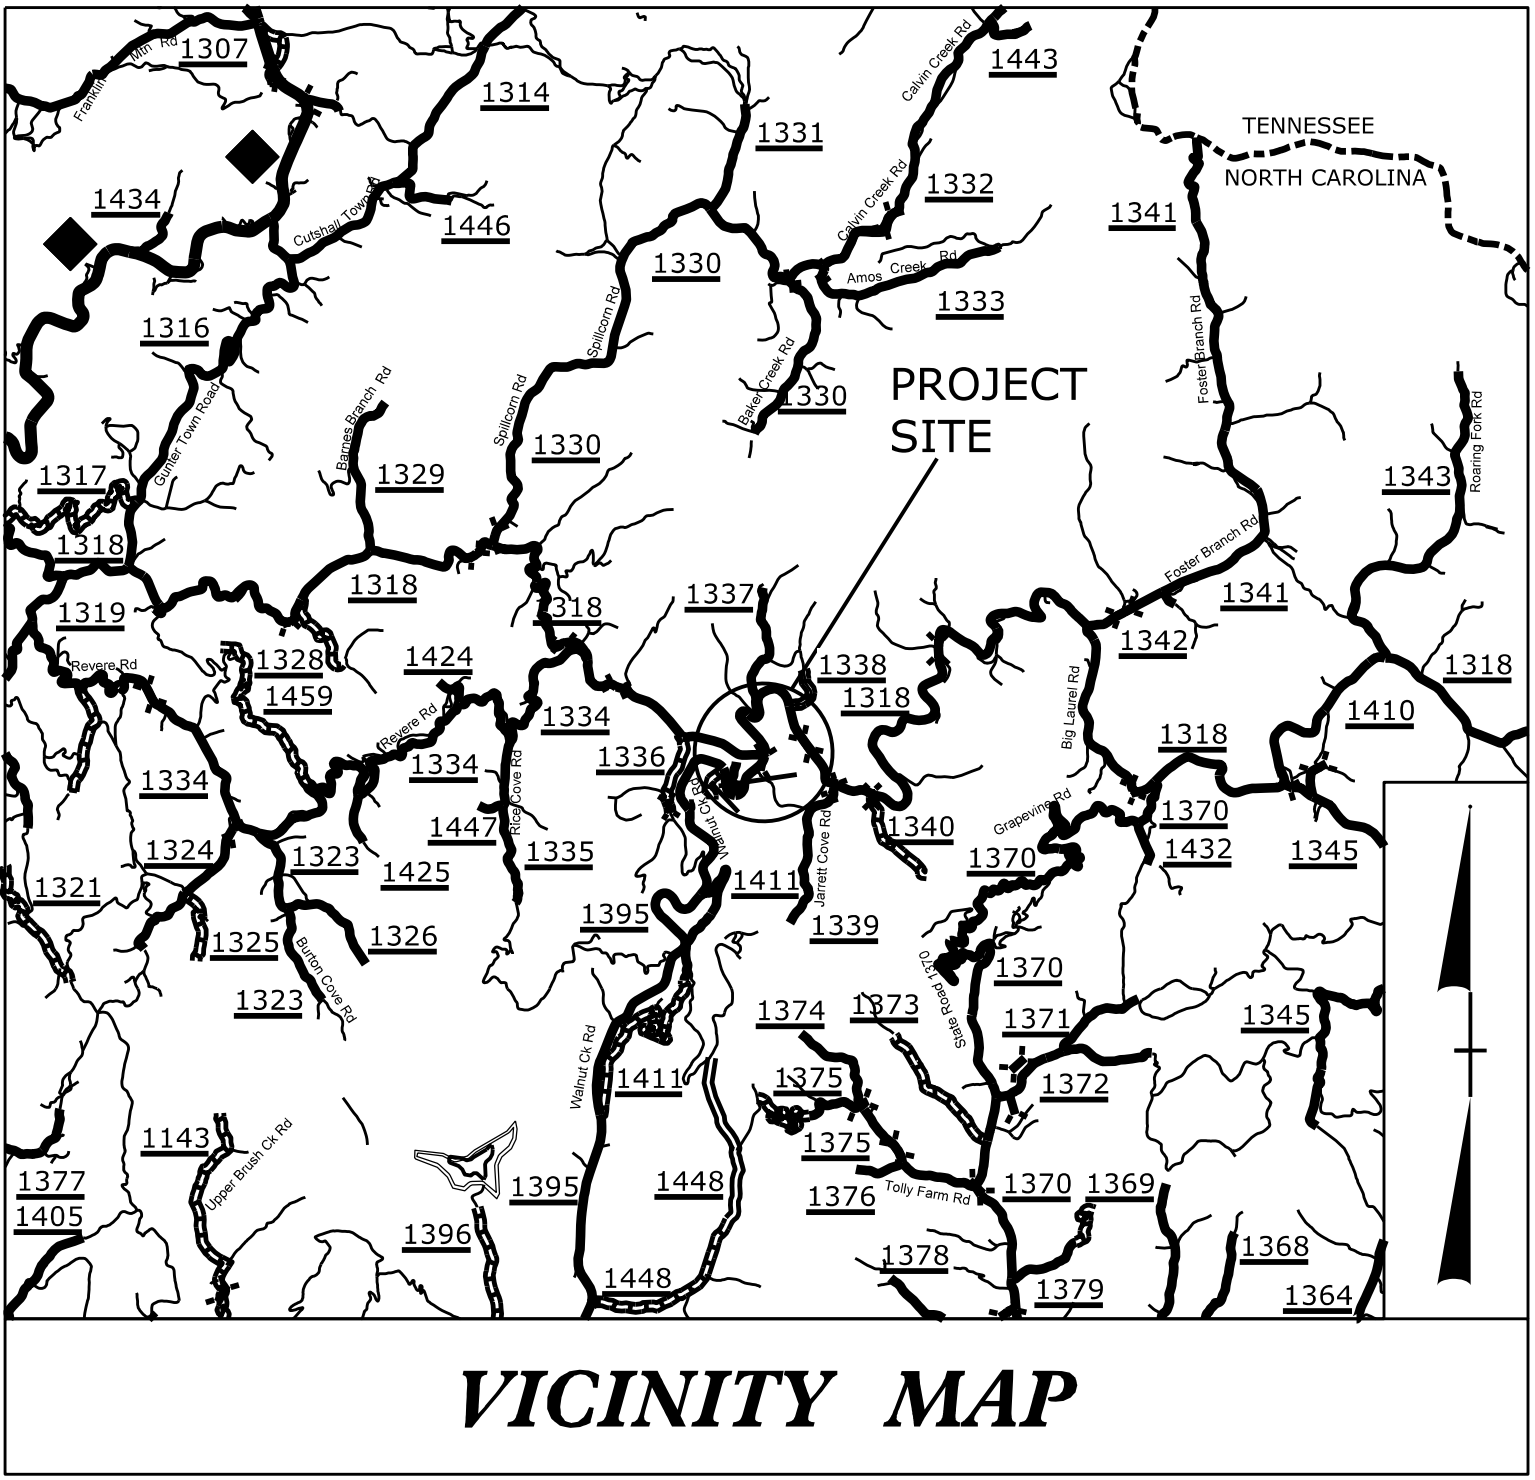 1307
Franklin Mtn Rd
1314
1443
Calvin Creek Rd
1331
TENNESSEE
NORTH CAROLINA
1434
1446
Cutshall Town Rd
1332
Calvin Creek Rd
1341
1330
Amos Creek Rd
1333
1316
Spillcorn Rd
Foster Branch Rd
Baker Creek Rd
1330
PROJECT
SITE
Barnes Branch Rd
Spillcorn Rd
Gunter Town Road
1330
Roaring Fork Rd
1343
1317
1329
1318
1318
Foster Branch Rd
1341
1319
1318
1337
1342
Revere Rd
1328
1424
1338
1318
1459
1318
1410
Revere Rd
1334
Big Laurel Rd
1318
1336
1334
1334
Rice Cove Rd
Walnut Ck Rd
Grapevine Rd
1370
1447
1340
Jarrett Cove Rd
1324
1323
1335
1370
1432
1345
1425
1321
1411
1395
1339
1325
1326
Burton Cove Rd
State Road 1370
1370
1323
1374
1373
1371
1345
Walnut Ck Rd
1411
1375
1372
1143
Upper Brush Ck Rd
1375
1377
1395
1448
1376
Tolly Farm Rd
1370
1369
1405
1396
1378
1368
1448
1379
1364
VICINITY MAP